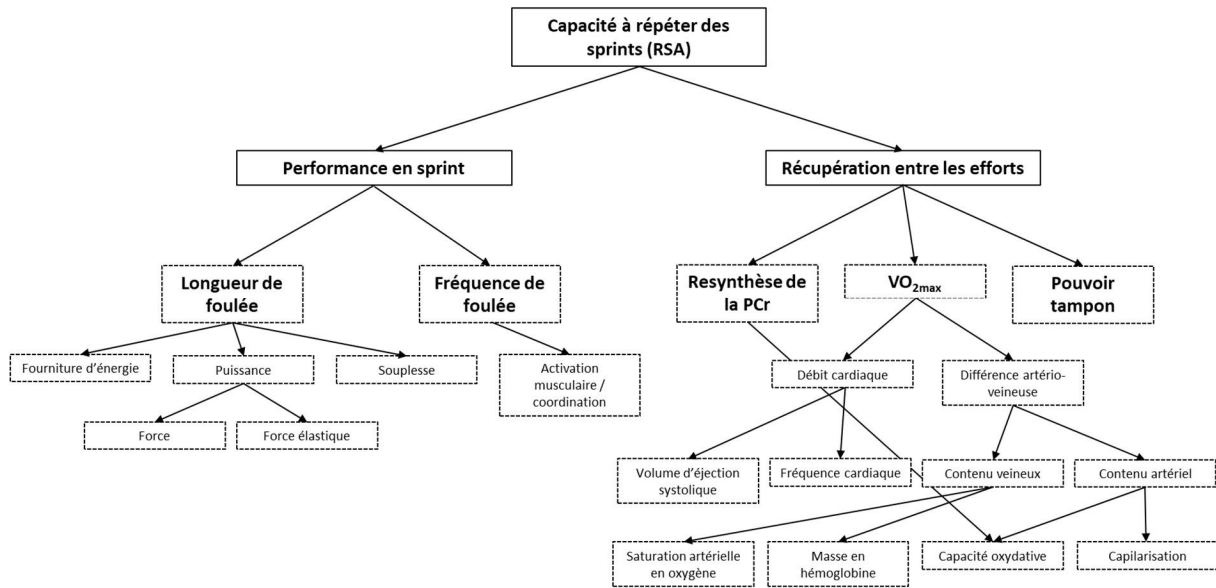 Capacité à répéter des
sprints (RSA)
Performance en sprint
Récupération entre les efforts
Longueur de
foulée
Fréquence de
foulée
Resynthèse de
la PCr
VO2max
Pouvoir
tampon
Fourniture d'énergie
Puissance
Souplesse
Activation
musculaire /
coordination
Débit cardiaque
Différence artério-
veineuse
Force
Force élastique
Volume d'éjection
systolique
Fréquence cardiaque
Contenu veineux
Contenu artériel
Saturation artérielle
en oxygène
Masse en
hémoglobine
Capacité oxydative
Capilarisation